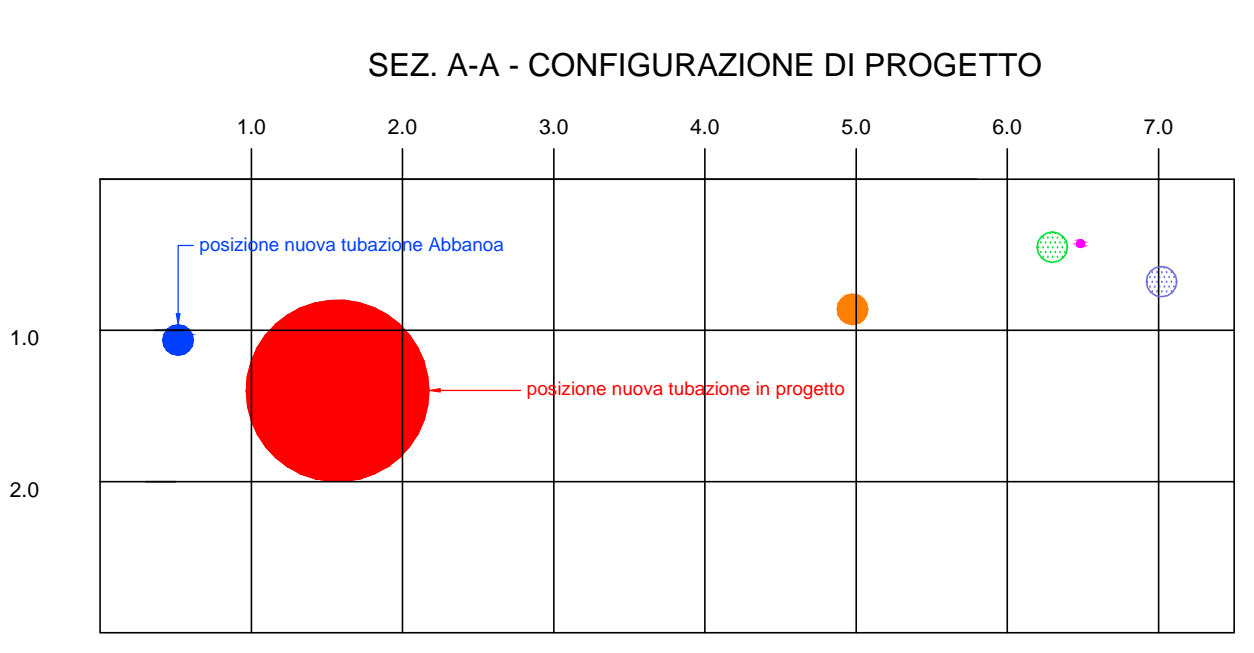 SEZ. A-A - CONFIGURAZIONE DI PROGETTO
1.0 2.0 3.0 4.0 5.0 6.0 7.0
posizione nuova tubazione Abbanoa
1.0
posizione nuova tubazione in progetto
2.0